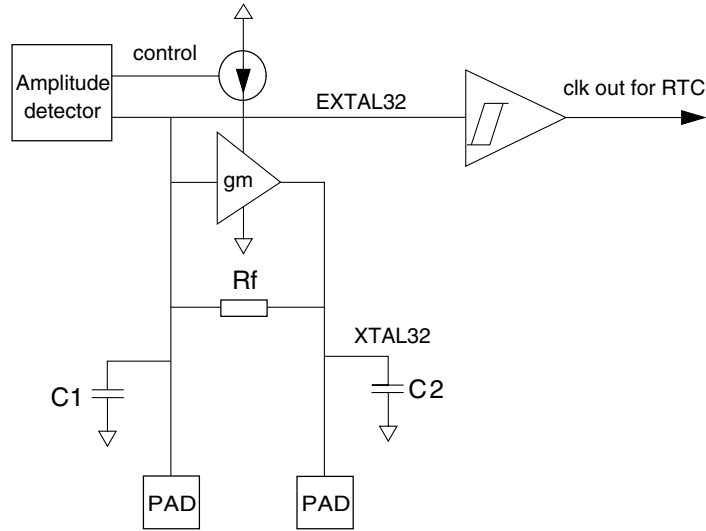 control
Amplitude
detector
EXTAL32
clk out for RTC
gm
Rf
XTAL32
C1
C2
PAD
PAD